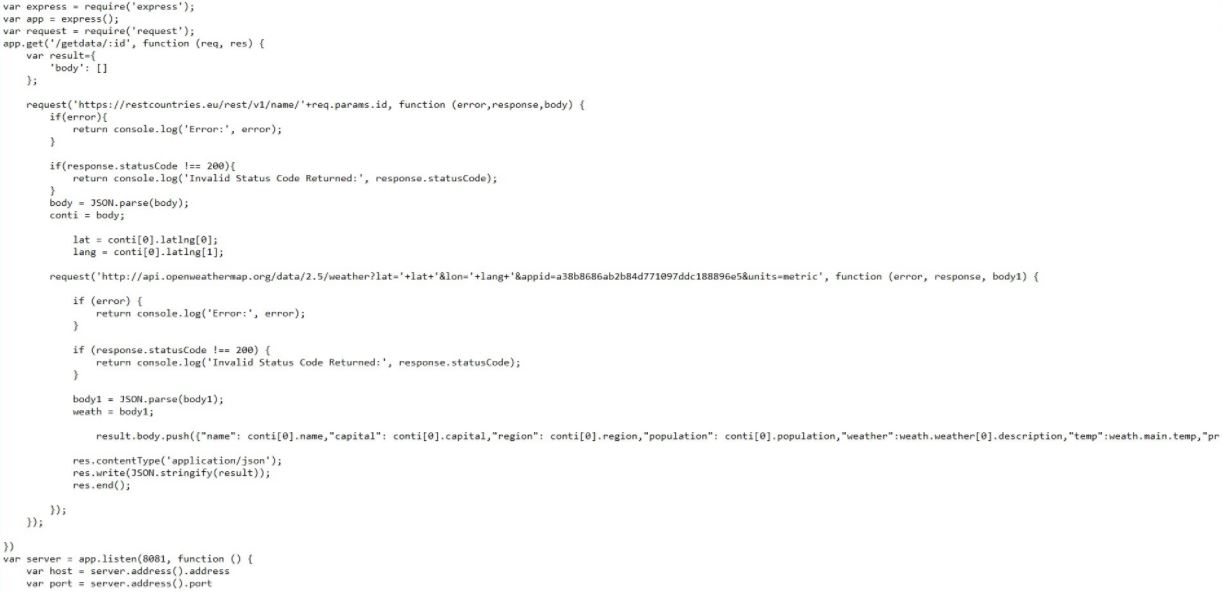 var express = require('express');
var app = express();
var request = require('request');
app.get('/getdata/:id', function (req, res) {
    var result={
        'body': []
    };

    request('https://restcountries.eu/rest/v1/name/'+req.params.id, function (error,response,body) {
        if(error){
            return console.log('Error:', error);
        }

        if(response.statusCode !== 200){
            return console.log('Invalid Status Code Returned:', response.statusCode);
        }
        body = JSON.parse(body);
        conti = body;

            lat = conti[0].latlng[0];
            lang = conti[0].latlng[1];

        request('http://api.openweathermap.org/data/2.5/weather?lat='+lat+'&lon='+lang+'&appid=a38b8686ab2b84d771097ddc188896e5&units=metric', function (error, response, body1) {

            if (error) {
                return console.log('Error:', error);
            }

            if (response.statusCode !== 200) {
                return console.log('Invalid Status Code Returned:', response.statusCode);
            }

            body1 = JSON.parse(body1);
            weath = body1;

                result.body.push({"name": conti[0].name,"capital": conti[0].capital,"region": conti[0].region,"population": conti[0].population,"weather":weath.weather[0].description,"temp":weath.main.temp,"pr

            res.contentType('application/json');
            res.write(JSON.stringify(result));
            res.end();

        });
    });

})
var server = app.listen(8081, function () {
    var host = server.address().address
    var port = server.address().port